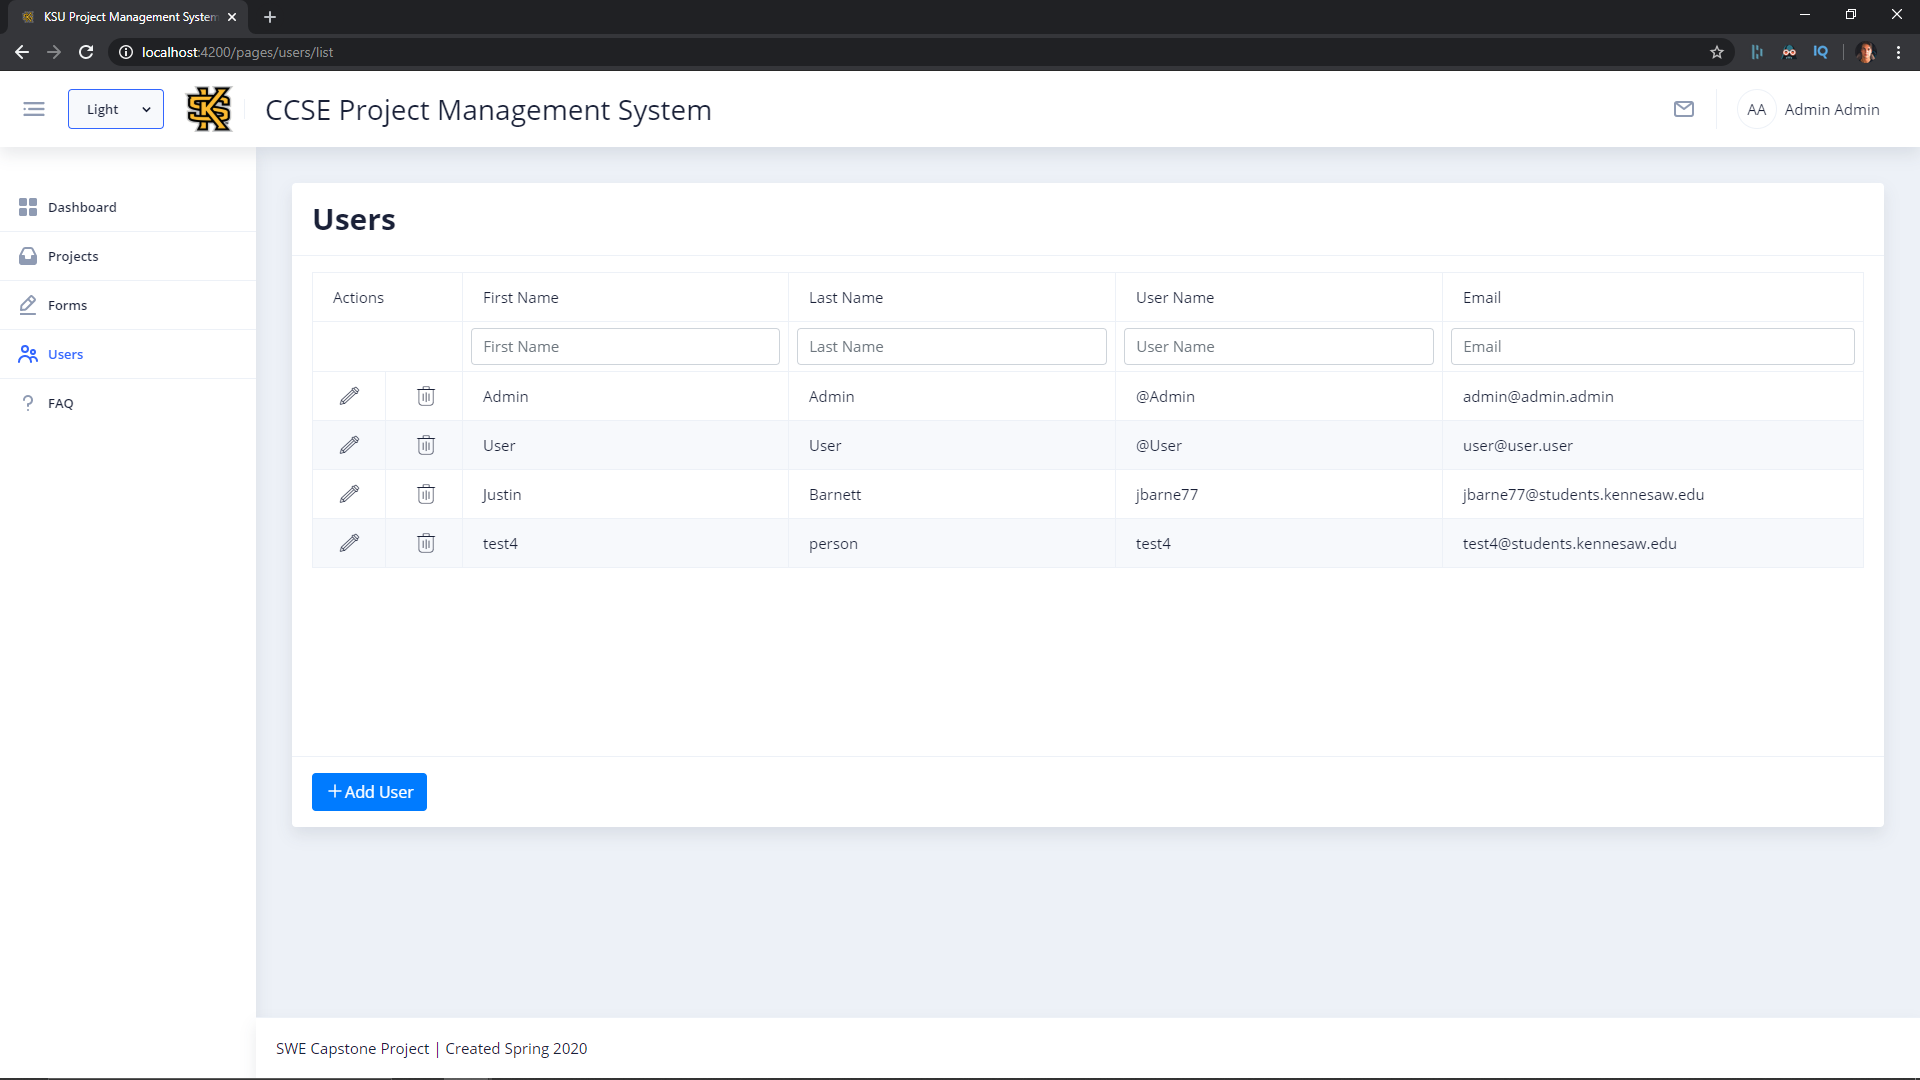 KSU Project Management System
localhost:4200/pages/users/list
IQ
Light
KS
CCSE Project Management System
AA
Admin Admin
Dashboard
Projects
Forms
Users
FAQ
Users
Actions First Name Last Name User Name Email
First Name Last Name User Name Email
Admin Admin @Admin admin@admin.admin
User User @User user@user.user
Justin Barnett jbarne77 jbarne77@students.kennesaw.edu
test4 person test4 test4@students.kennesaw.edu
Add User
SWE Capstone Project | Created Spring 2020